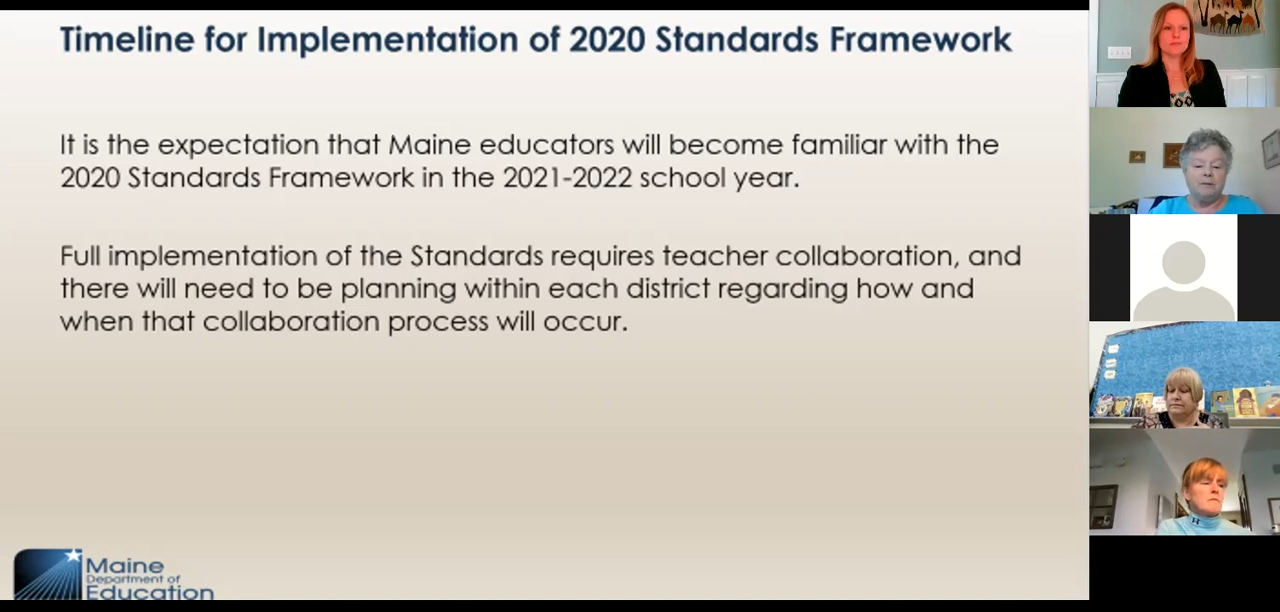 Timeline for Implementation of 2020 Standards Framework
It is the expectation that Maine educators will become familiar with the
2020 Standards Framework in the 2021-2022 school year.
Full implementation of the Standards requires teacher collaboration, and
there will need to be planning within each district regarding how and
when that collaboration process will occur.
Maine
Department of
Education